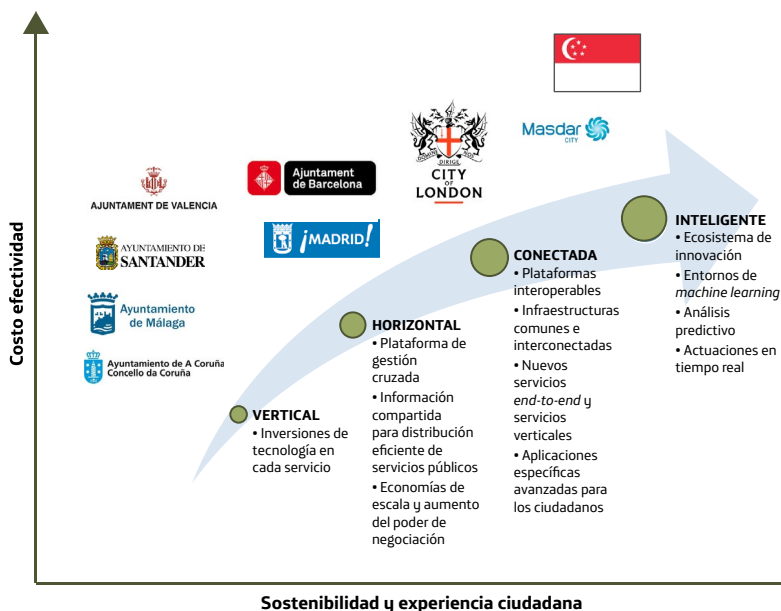 Costo efectividad
AJUNTAMENT DE VALENCIA
AYUNTAMIENTO DE
SANTANDER
Ayuntamiento
de Málaga
Ayuntamiento de A Coruña
Concello da Coruña
Ajuntament
de Barcelona
¡MADRID!
DOMINE NOS
DIRIGE
CITY
OF
LONDON
Masdar
CITY
VERTICAL
• Inversiones de
tecnología en
cada servicio
HORIZONTAL
• Plataforma de
gestión
cruzada
• Información
compartida
para distribución
eficiente de
servicios públicos
• Economías de
escala y aumento
del poder de
negociación
CONECTADA
• Plataformas
interoperables
• Infraestructuras
comunes e
interconectadas
• Nuevos
servicios
end-to-end y
servicios
verticales
• Aplicaciones
específicas
avanzadas para
los ciudadanos
INTELIGENTE
• Ecosistema de
innovación
• Entornos de
machine learning
• Análisis
predictivo
• Actuaciones en
tiempo real
Sostenibilidad y experiencia ciudadana